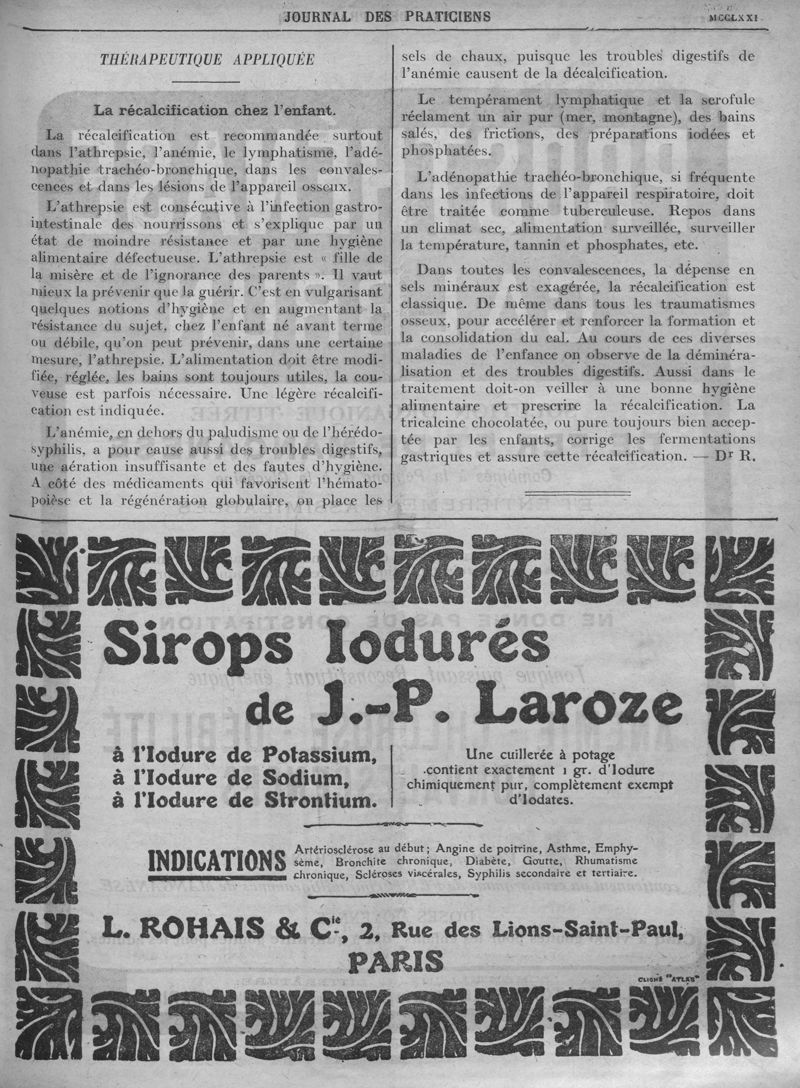 JOURNAL DES PRATICIENS
MCCLXXI
THÉRAPEUTIQUE APPLIQUÉE
La récalcification chez l'enfant.
La récalcification est recommandée surtout
dans l'athrepsie, l'anémie, le lymphatisme, l'adé-
nopathie trachéo-bronchique, dans les convales-
cences et dans les lésions de l'appareil osseux.
L'athrepsie est consécutive à l'infection gastro-
intestinale des nourrissons et s'explique par un
état de moindre résistance et par une hygiène
alimentaire défectueuse. L'athrepsie est « fille de
la misère et de l'ignorance des parents ». Il vaut
mieux la prévenir que la guérir. C'est en vulgarisant
quelques notions d'hygiène et en augmentant la
résistance du sujet, chez l'enfant né avant terme
ou débile, qu'on peut prévenir, dans une certaine
mesure, l'athrepsie. L'alimentation doit être modi-
fiée, réglée, les bains sont toujours utiles, la cou-
veuse est parfois nécessaire. Une légère récalcifi-
cation est indiquée.
L'anémie, en dehors du paludisme ou de l'hérédo-
syphilis, a pour cause aussi des troubles digestifs,
une aération insuffisante et des fautes d'hygiène.
A côté des médicaments qui favorisent l'hémato-
poièse et la régénération globulaire, on place les
sels de chaux, puisque les troubles digestifs de
l'anémie causent de la décalcification.
Le tempérament lymphatique et la scrofule
réclament un air pur (mer, montagne), des bains
salés, des frictions, des préparations iodées et
phosphatées.
L'adénopathie trachéo-bronchique, si fréquente
dans les infections de l'appareil respiratoire, doit
être traitée comme tuberculeuse. Repos dans
un climat sec, alimentation surveillée, surveiller
la température, tannin et phosphates, etc.
Dans toutes les convalescences, la dépense en
sels minéraux est exagérée, la récalcification est
classique. De même dans tous les traumatismes
osseux, pour accélérer et renforcer la formation et
la consolidation du cal. Au cours de ces diverses
maladies de l'enfance on observe de la déminéra-
lisation et des troubles digestifs. Aussi dans le
traitement doit-on veiller à une bonne hygiène
alimentaire et prescrire la récalcification. La
tricalcine chocolatée, ou pure toujours bien accep-
tée par les enfants, corrige les fermentations
gastriques et assure cette récalcification. — Dr R.
Sirops Iodurés
de J.-P. Laroze
à l'Iodure de Potassium,
à l'Iodure de Sodium,
à l'Iodure de Strontium.
Une cuillerée à potage
contient exactement 1 gr. d'Iodure
chimiquement pur, complètement exempt
d'Iodates.
INDICATIONS
Artériosclérose au début ; Angine de poitrine, Asthme, Emphy-
sème, Bronchite chronique, Diabète, Goutte, Rhumatisme
chronique, Scléroses viscérales, Syphilis secondaire et tertiaire.
L. ROHAIS & Cie, 2, Rue des Lions-Saint-Paul,
PARIS
CLICHÉ "ATLAS"